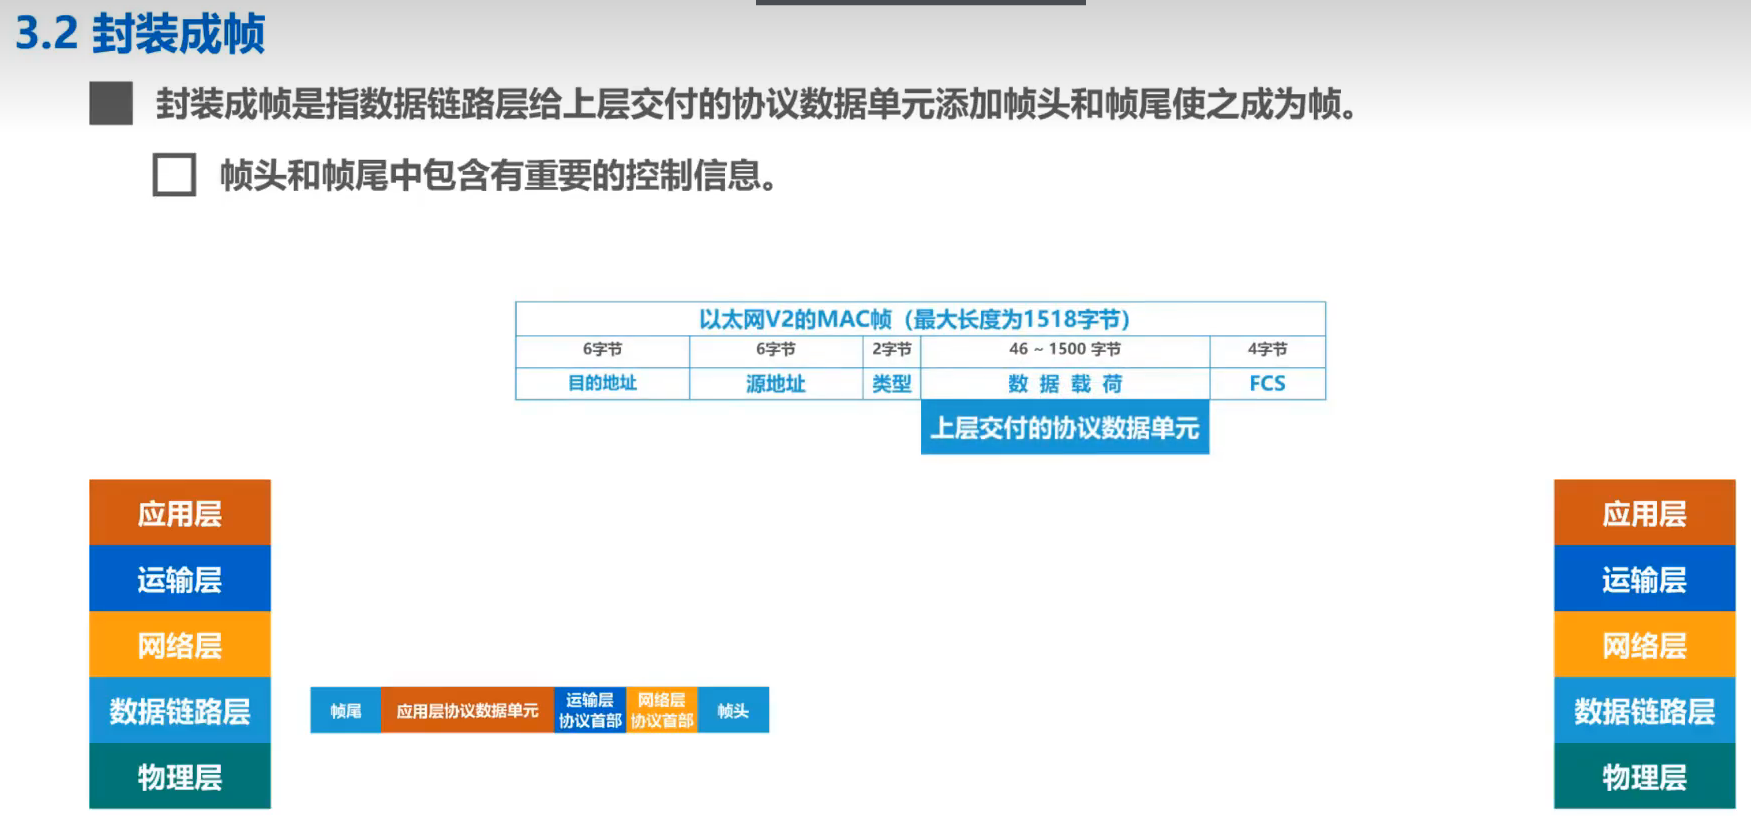 3.2 封装成帧
封装成帧是指数据链路层给上层交付的协议数据单元添加帧头和帧尾使之成为帧。
帧头和帧尾中包含有重要的控制信息。
以太网V2的MAC帧（最大长度为1518字节）
6字节 6字节 2字节 46 ~ 1500 字节 4字节
目的地址 源地址 类型 数 据 载 荷 FCS
上层交付的协议数据单元
应用层 应用层
运输层 运输层
网络层 网络层
数据链路层 帧尾 应用层协议数据单元 运输层 协议首部 网络层 协议首部 帧头 数据链路层
物理层 物理层